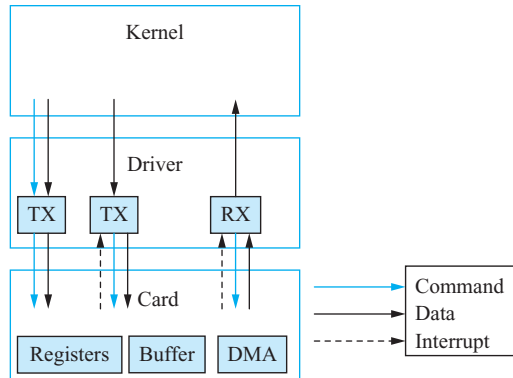 Kernel
Driver
TX TX RX
Card
Registers Buffer DMA
Command
Data
Interrupt